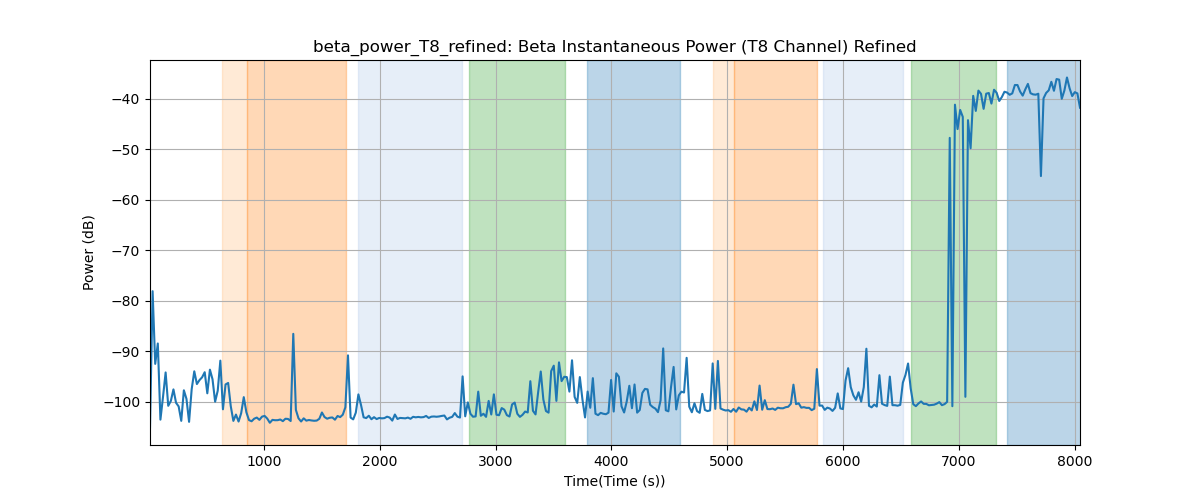 beta_power_T8_refined: Beta Instantaneous Power (T8 Channel) Refined
Power (dB)
−40
−50
−60
−70
−80
−90
−100
1000 2000 3000 4000 5000 6000 7000 8000
Time(Time (s))